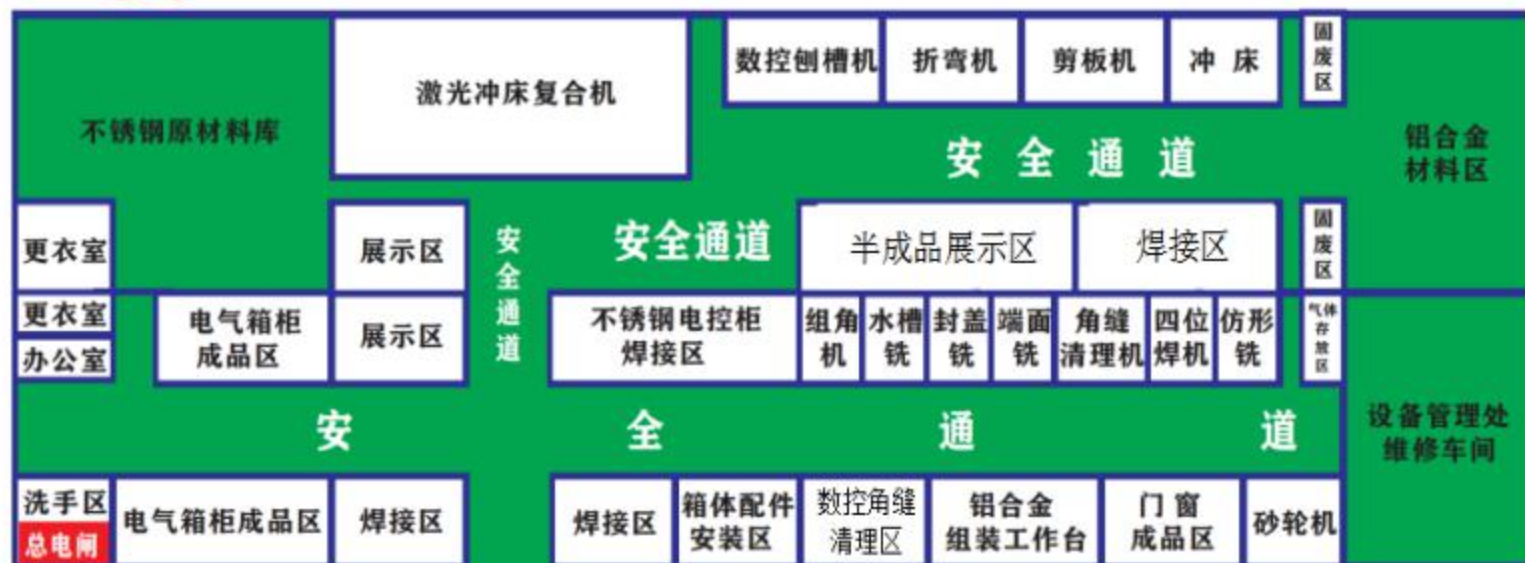 不锈钢原材料库
激光冲床复合机
数控刨槽机
折弯机
剪板机
冲床
固废区
安全通道
铝合金
材料区
更衣室
展示区
安全通道
安全通道
半成品展示区
焊接区
固废区
更衣室
办公室
电气箱柜
成品区
展示区
不锈钢电控柜
焊接区
组角
机
水槽
铣
封盖
铣
端面
铣
角缝
清理机
四位
焊机
仿形
铣
气体
存放区
安全通道
设备管理处
维修车间
洗手区
总电闸
电气箱柜成品区
焊接区
焊接区
箱体配件
安装区
数控角缝
清理区
铝合金
组装工作台
门窗
成品区
砂轮机